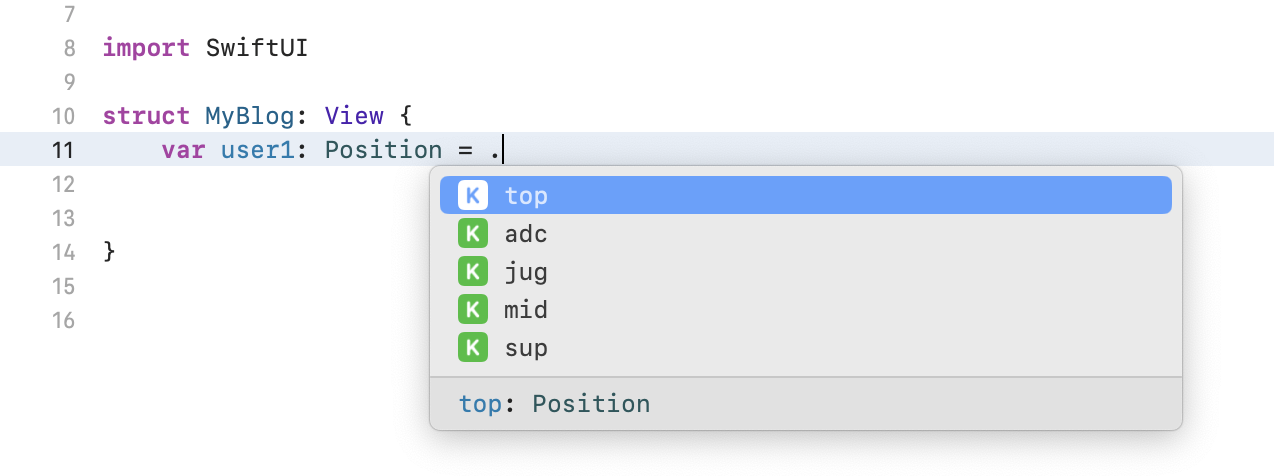 7
8 import SwiftUI
9
10 struct MyBlog: View {
11     var user1: Position = .
12
K top
K adc
13
K jug
14 }
K mid
15
16
K sup
top: Position